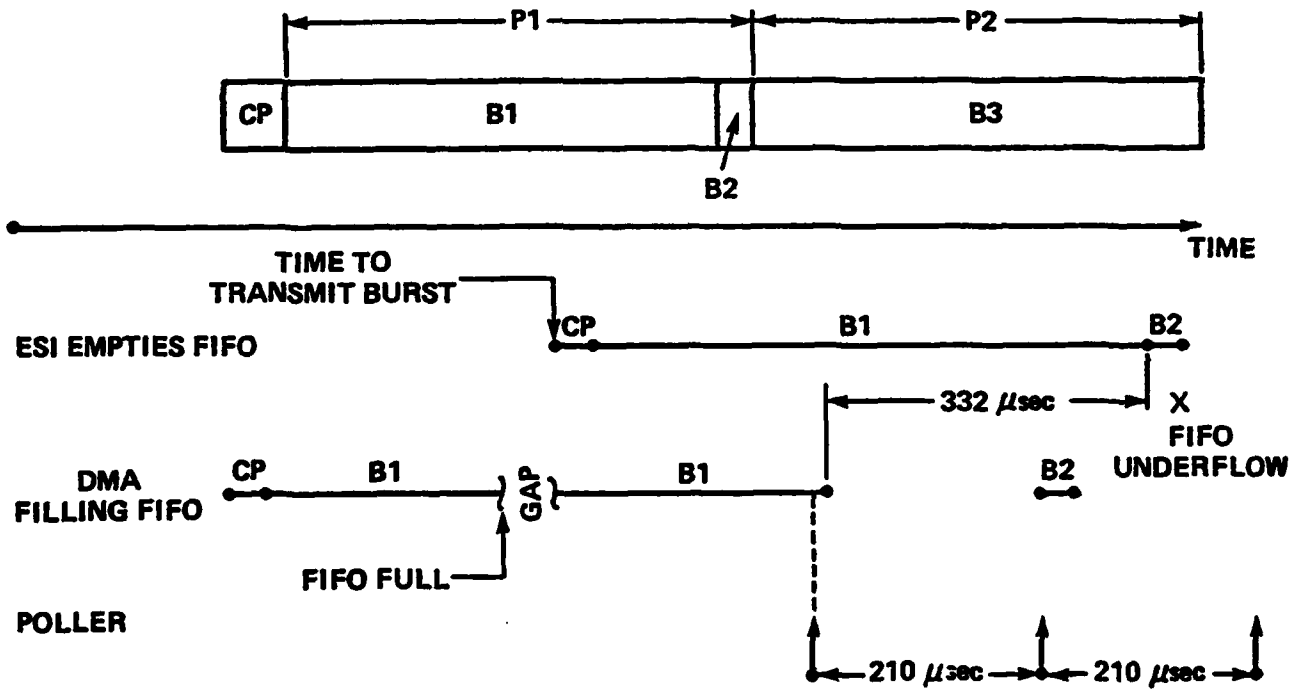 P1
P2
CP
B1
B3
B2
TIME
TIME TO
TRANSMIT BURST
CP
B1
B2
ESI EMPTIES FIFO
332 μsec
X
FIFO
UNDERFLOW
DMA
FILLING FIFO
CP
B1
GAP
B1
B2
FIFO FULL
POLLER
210 μsec
210 μsec